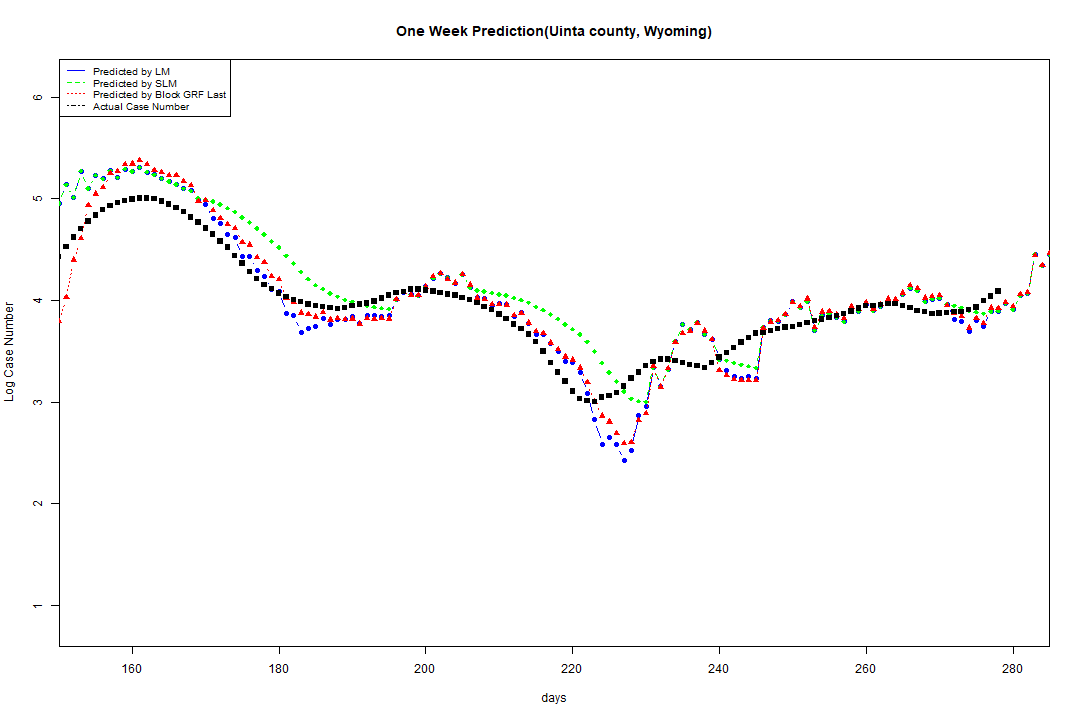 One Week Prediction(Uinta county, Wyoming)
Predicted by LM
Predicted by SLM
Predicted by Block GRF Last
Actual Case Number
Log Case Number
6
5
4
3
2
1
160 180 200 220 240 260 280
days